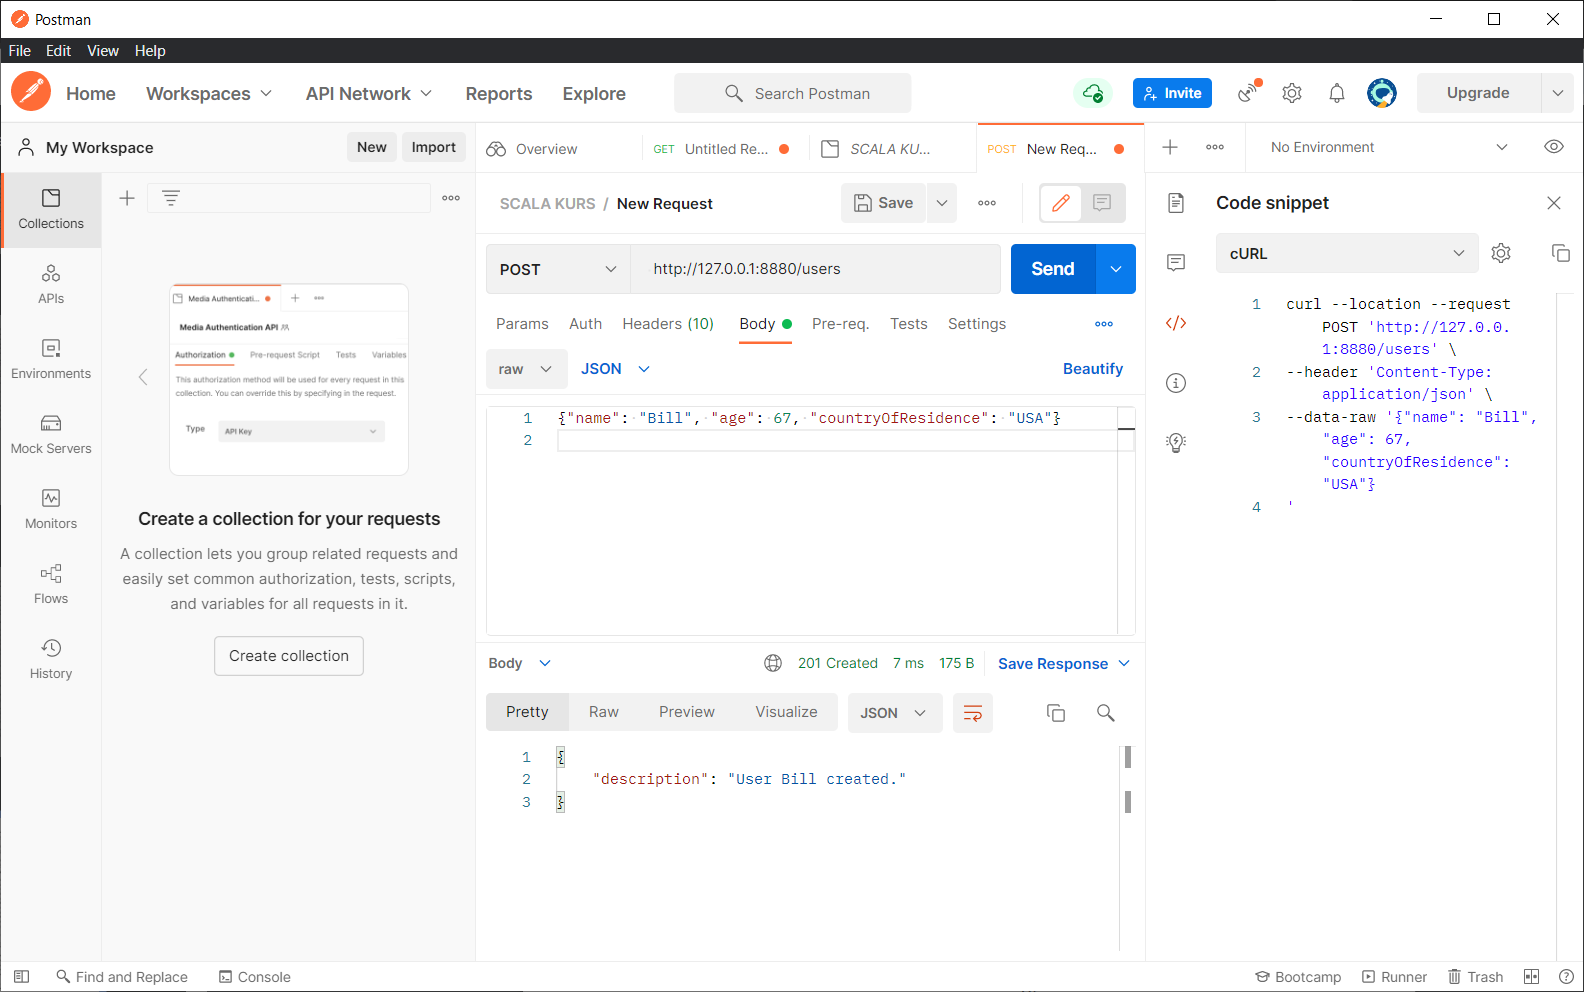 Postman
File Edit View Help
Home Workspaces API Network Reports Explore Search Postman Invite Upgrade
My Workspace New Import
Overview GET Untitled Re... SCALA KU... POST New Req... No Environment
Collections
APIs
Environments
Mock Servers
Monitors
Flows
History
Media Authenticati...
Media Authentication API
Authorization Pre-request Script Tests Variables
This authorization method will be used for every request in this
collection. You can override this by specifying in the request.
Type API Key
Create a collection for your requests
A collection lets you group related requests and
easily set common authorization, tests, scripts,
and variables for all requests in it.
Create collection
SCALA KURS / New Request Save
POST http://127.0.0.1:8880/users Send
Params Auth Headers (10) Body Pre-req. Tests Settings
raw JSON Beautify
1 {"name": "Bill", "age": 67, "countryOfResidence": "USA"}
2
Body 201 Created 7 ms 175 B Save Response
Pretty Raw Preview Visualize JSON
1 {
2 "description": "User Bill created."
3 }
Code snippet
cURL
1 curl --location --request
POST 'http://127.0.0.
1:8880/users' \
2 --header 'Content-Type:
application/json' \
3 --data-raw '{"name": "Bill",
"age": 67,
"countryOfResidence":
"USA"}
4 '
Find and Replace Console Bootcamp Runner Trash